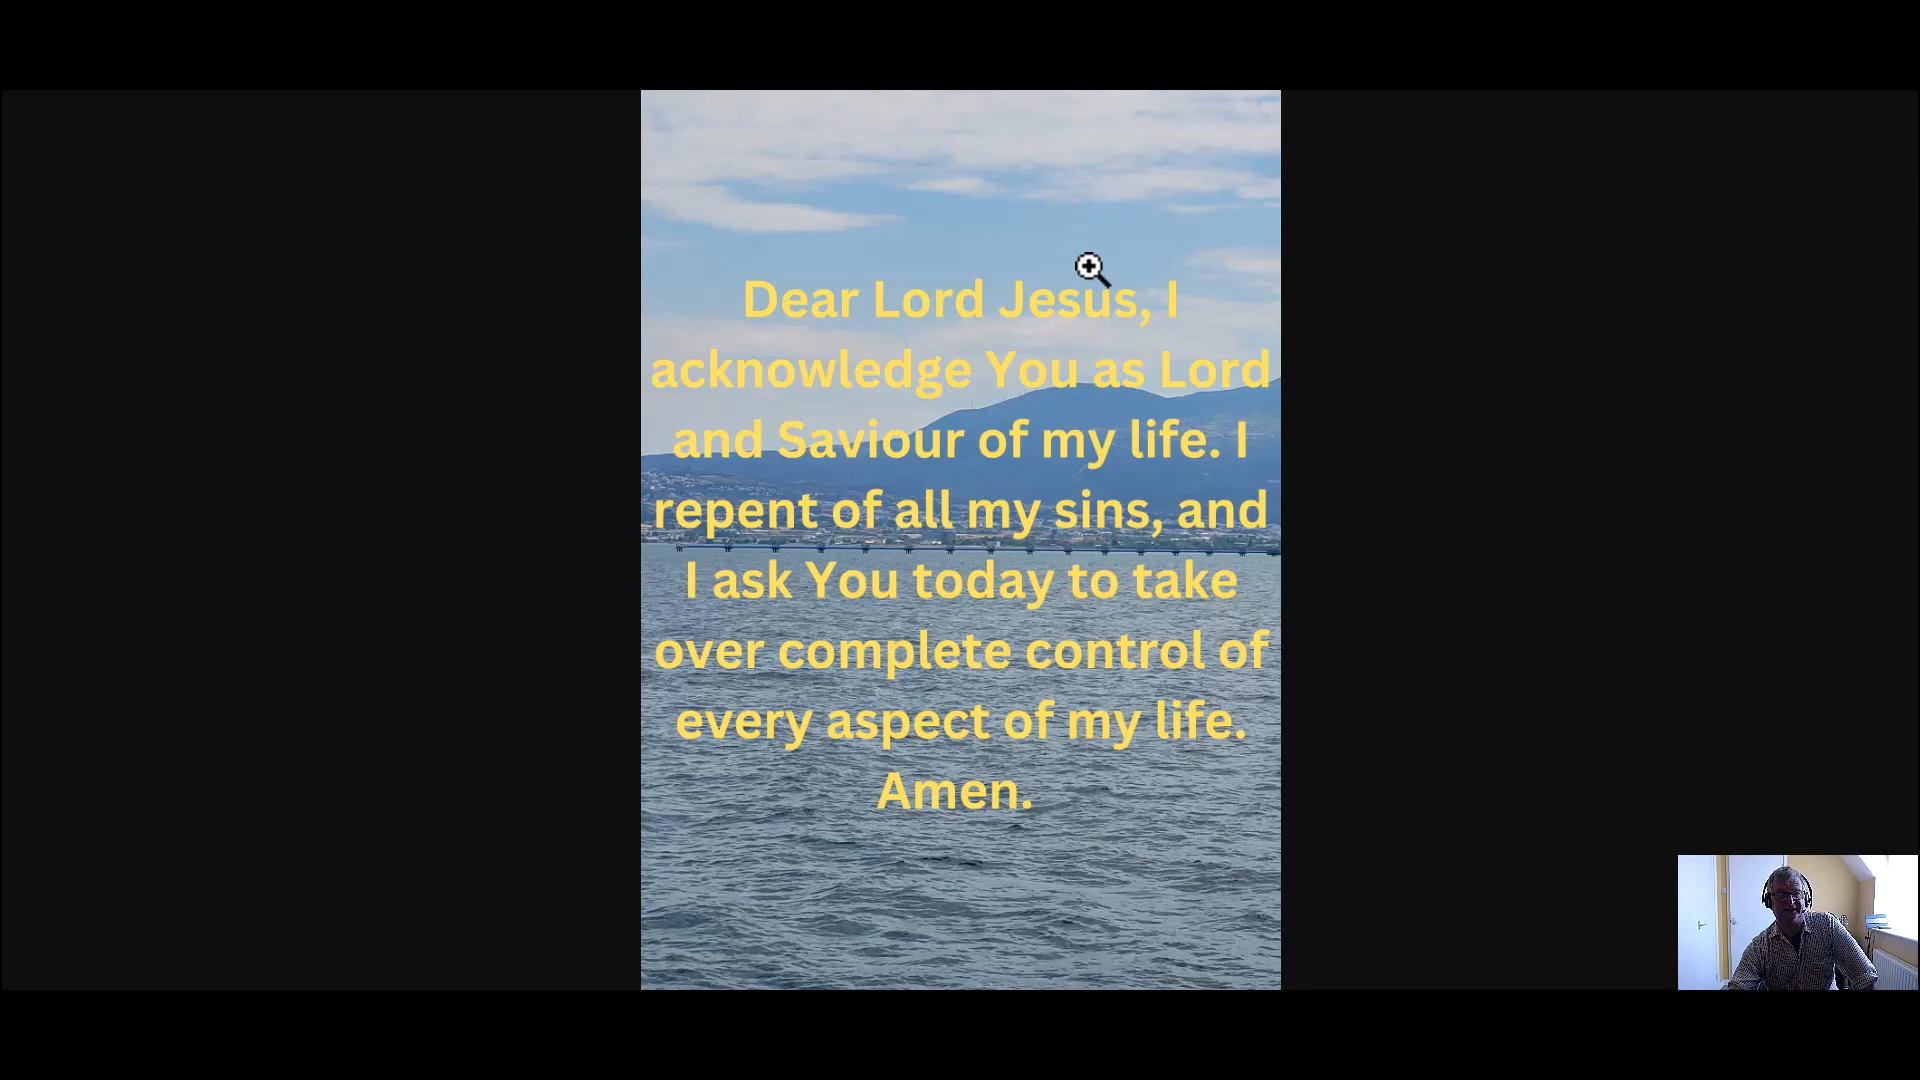 Dear Lord Jesus, I
acknowledge You as Lord
and Saviour of my life. I
repent of all my sins, and
I ask You today to take
over complete control of
every aspect of my life.
Amen.